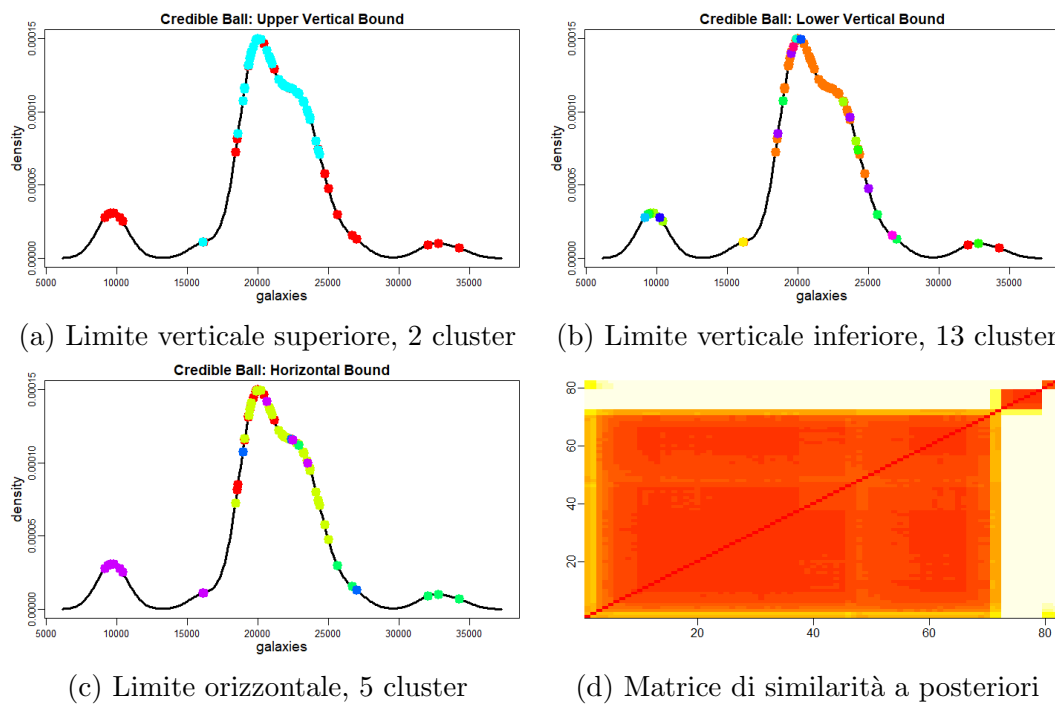 Credible Ball: Upper Vertical Bound
density
0.00000
0.00005
0.00010
0.00015
5000 10000 15000 20000 25000 30000 35000
galaxies
(a) Limite verticale superiore, 2 cluster
Credible Ball: Lower Vertical Bound
density
0.00000
0.00005
0.00010
0.00015
5000 10000 15000 20000 25000 30000 35000
galaxies
(b) Limite verticale inferiore, 13 cluster
Credible Ball: Horizontal Bound
density
0.00000
0.00005
0.00010
0.00015
5000 10000 15000 20000 25000 30000 35000
galaxies
(c) Limite orizzontale, 5 cluster
80
60
40
20
20 40 60 80
(d) Matrice di similarità a posteriori